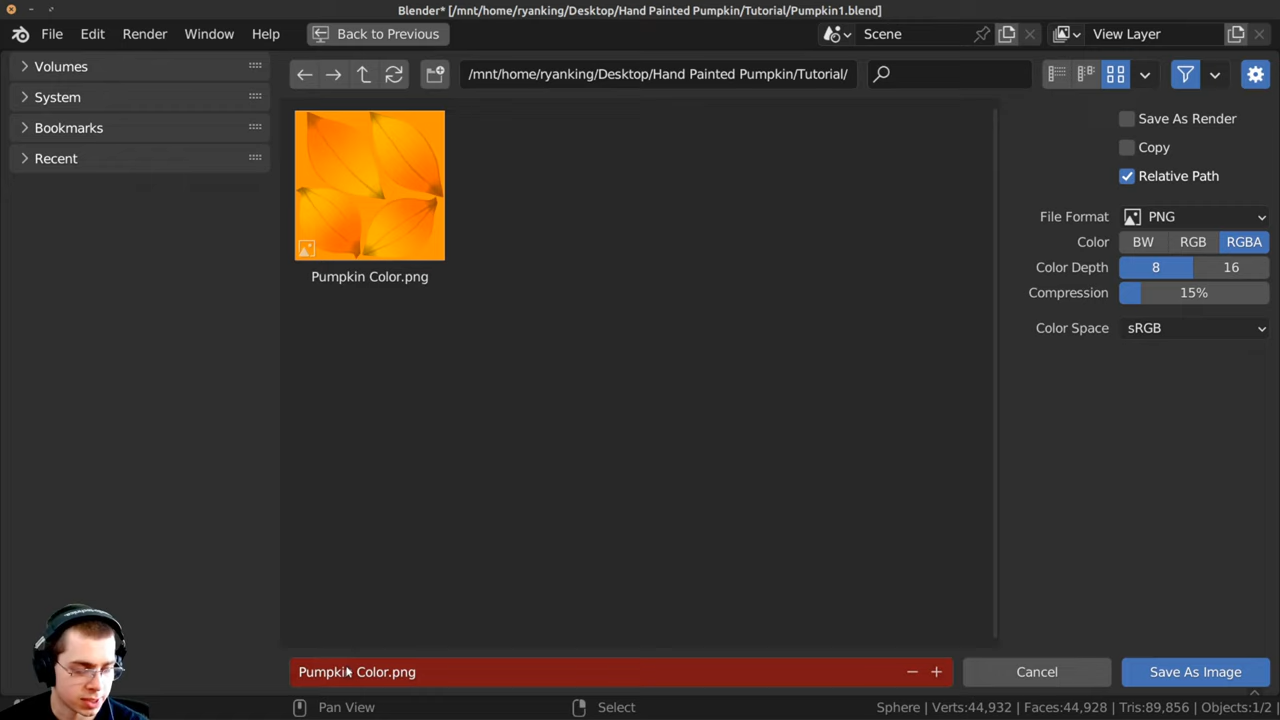 Blender* [/mnt/home/ryanking/Desktop/Hand Painted Pumpkin/Tutorial/Pumpkin1.blend]
File Edit Render Window Help Back to Previous Scene View Layer
Volumes
System
Bookmarks
Recent
/mnt/home/ryanking/Desktop/Hand Painted Pumpkin/Tutorial/
Pumpkin Color.png
Save As Render
Copy
Relative Path
File Format PNG
Color BW RGB RGBA
Color Depth 8 16
Compression 15%
Color Space sRGB
Pumpkin Color.png
Cancel Save As Image
Pan View Select Sphere | Verts:44,932 | Faces:44,928 | Tris:89,856 | Objects:1/2